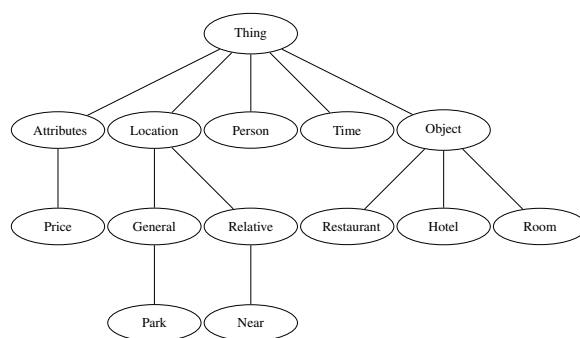 Thing
Attributes Location Person Time Object
Price General Relative Restaurant Hotel Room
Park Near